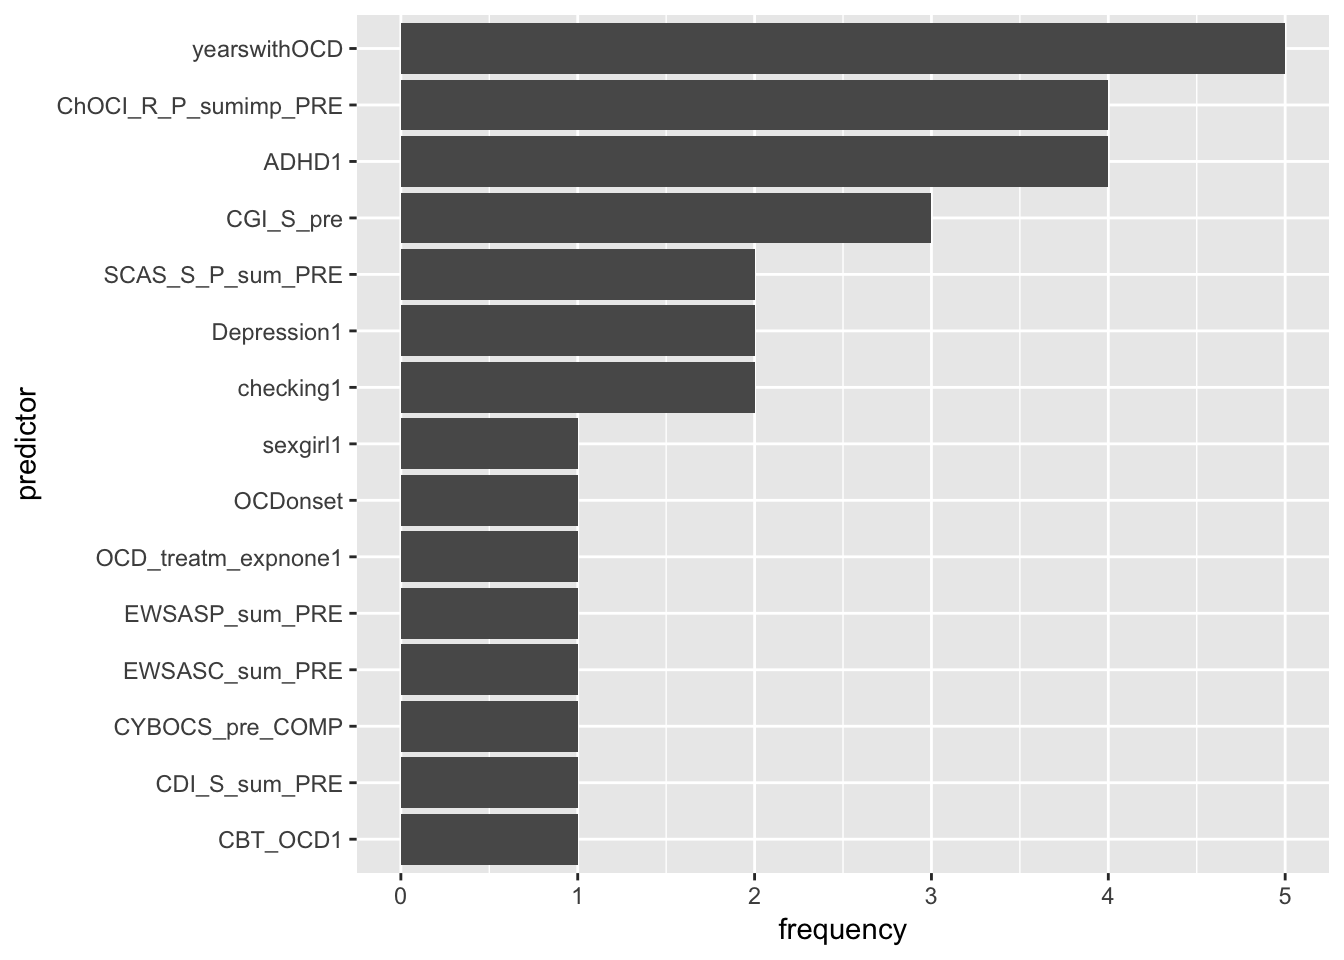 yearswithOCD
ChOCI_R_P_sumimp_PRE
ADHD1
CGI_S_pre
SCAS_S_P_sum_PRE
Depression1
checking1
sexgirl1
OCDonset
OCD_treatm_expnone1
EWSASP_sum_PRE
EWSASC_sum_PRE
CYBOCS_pre_COMP
CDI_S_sum_PRE
CBT_OCD1
predictor
0 1 2 3 4 5
frequency